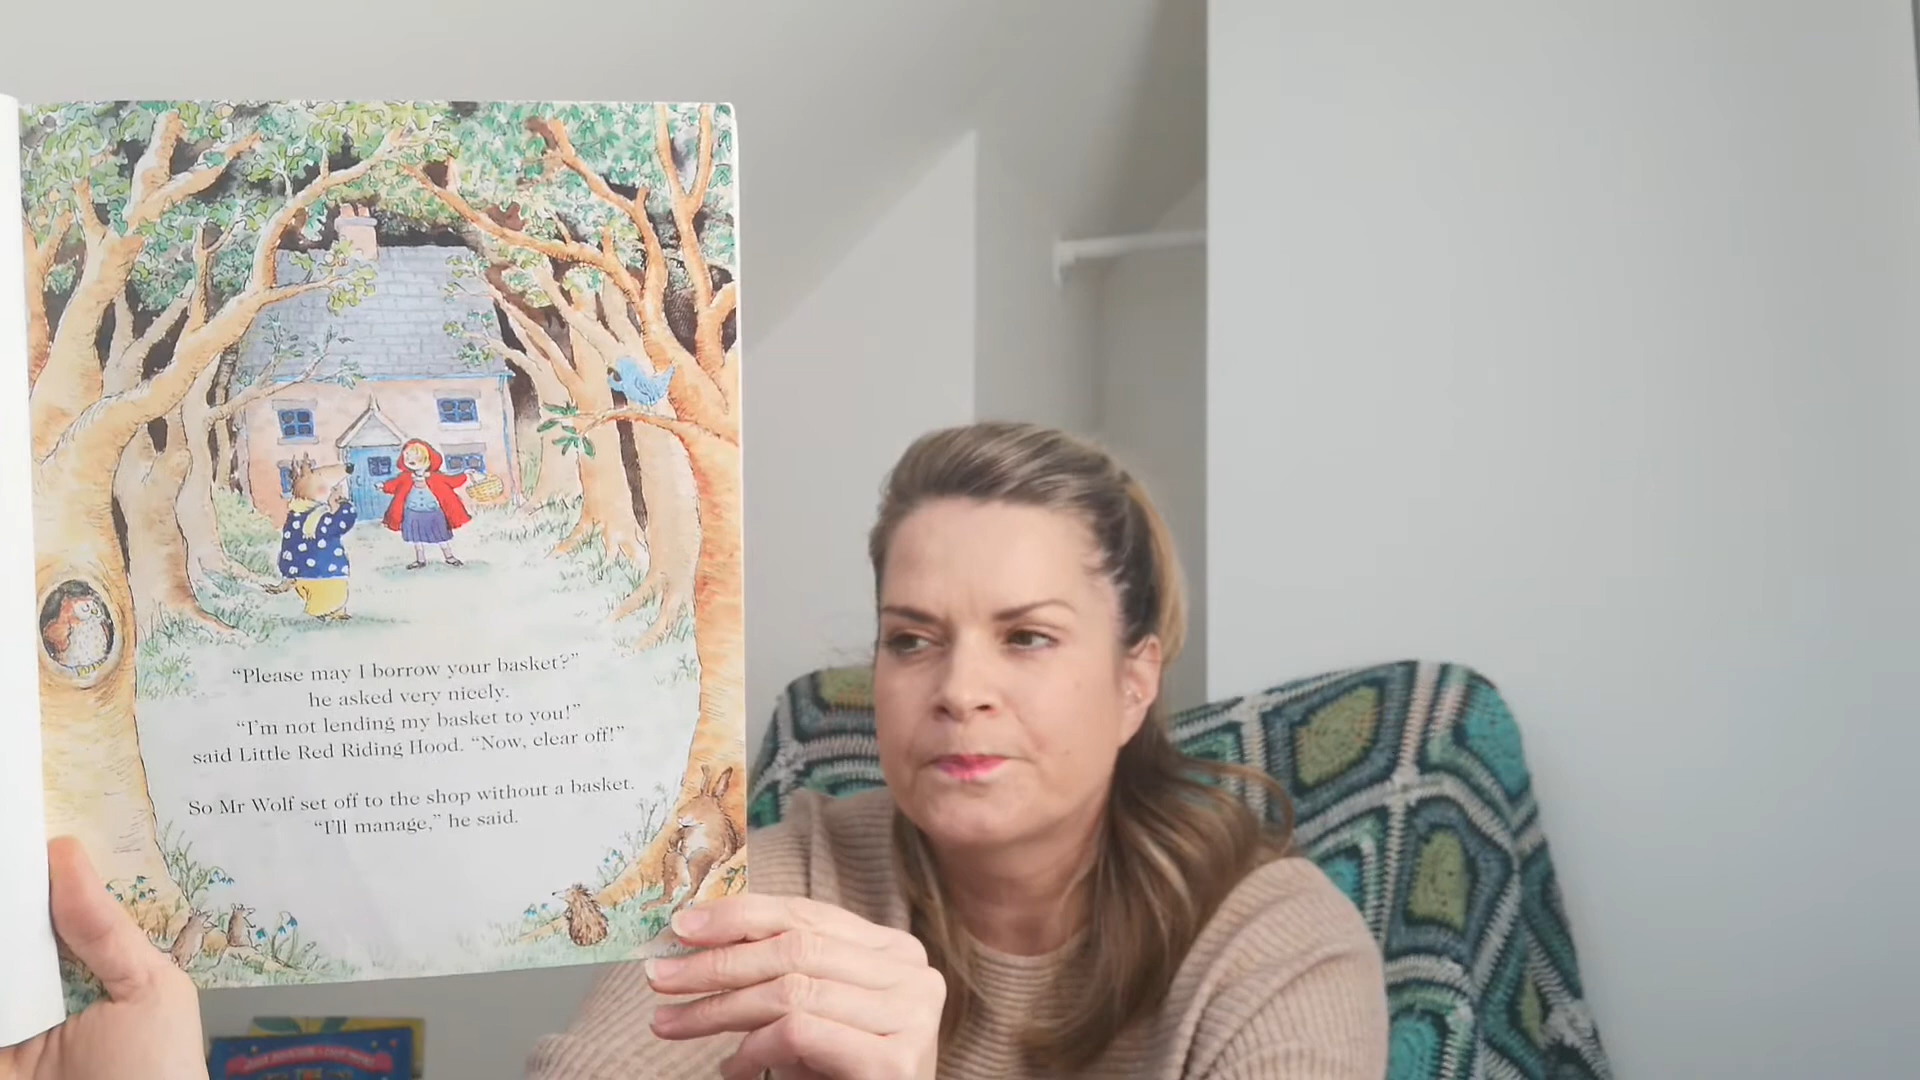 “Please may I borrow your basket?”
he asked very nicely.
“I’m not lending my basket to you!”
said Little Red Riding Hood. “Now, clear off!”
So Mr Wolf set off to the shop without a basket.
“I’ll manage,” he said.
THE